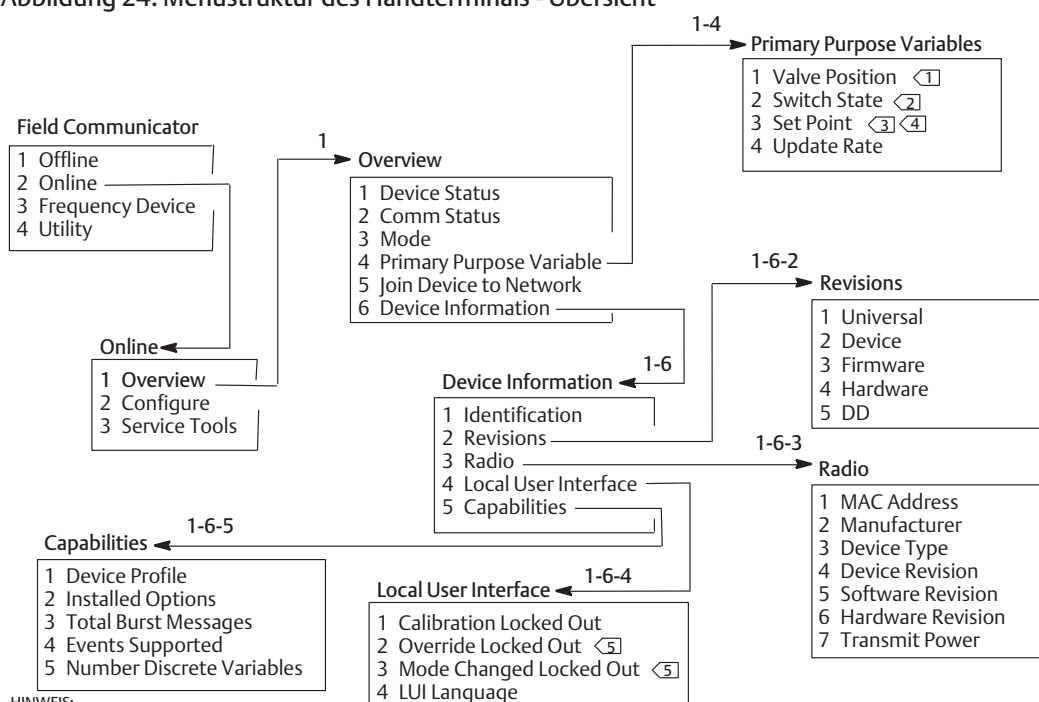 Abbildung 24. Menüstruktur des Handterminals - Übersicht
Field Communicator
1 Offline
2 Online
3 Frequency Device
4 Utility
Online
1 Overview
2 Configure
3 Service Tools
1
Overview
1 Device Status
2 Comm Status
3 Mode
4 Primary Purpose Variable
5 Join Device to Network
6 Device Information
1-4
Primary Purpose Variables
1 Valve Position 1
2 Switch State 2
3 Set Point 3 4
4 Update Rate
1-6
Device Information
1 Identification
2 Revisions
3 Radio
4 Local User Interface
5 Capabilities
1-6-2
Revisions
1 Universal
2 Device
3 Firmware
4 Hardware
5 DD
1-6-3
Radio
1 MAC Address
2 Manufacturer
3 Device Type
4 Device Revision
5 Software Revision
6 Hardware Revision
7 Transmit Power
1-6-5
Capabilities
1 Device Profile
2 Installed Options
3 Total Burst Messages
4 Events Supported
5 Number Discrete Variables
1-6-4
Local User Interface
1 Calibration Locked Out
2 Override Locked Out 5
3 Mode Changed Locked Out 5
4 LUI Language
HINWEIS: